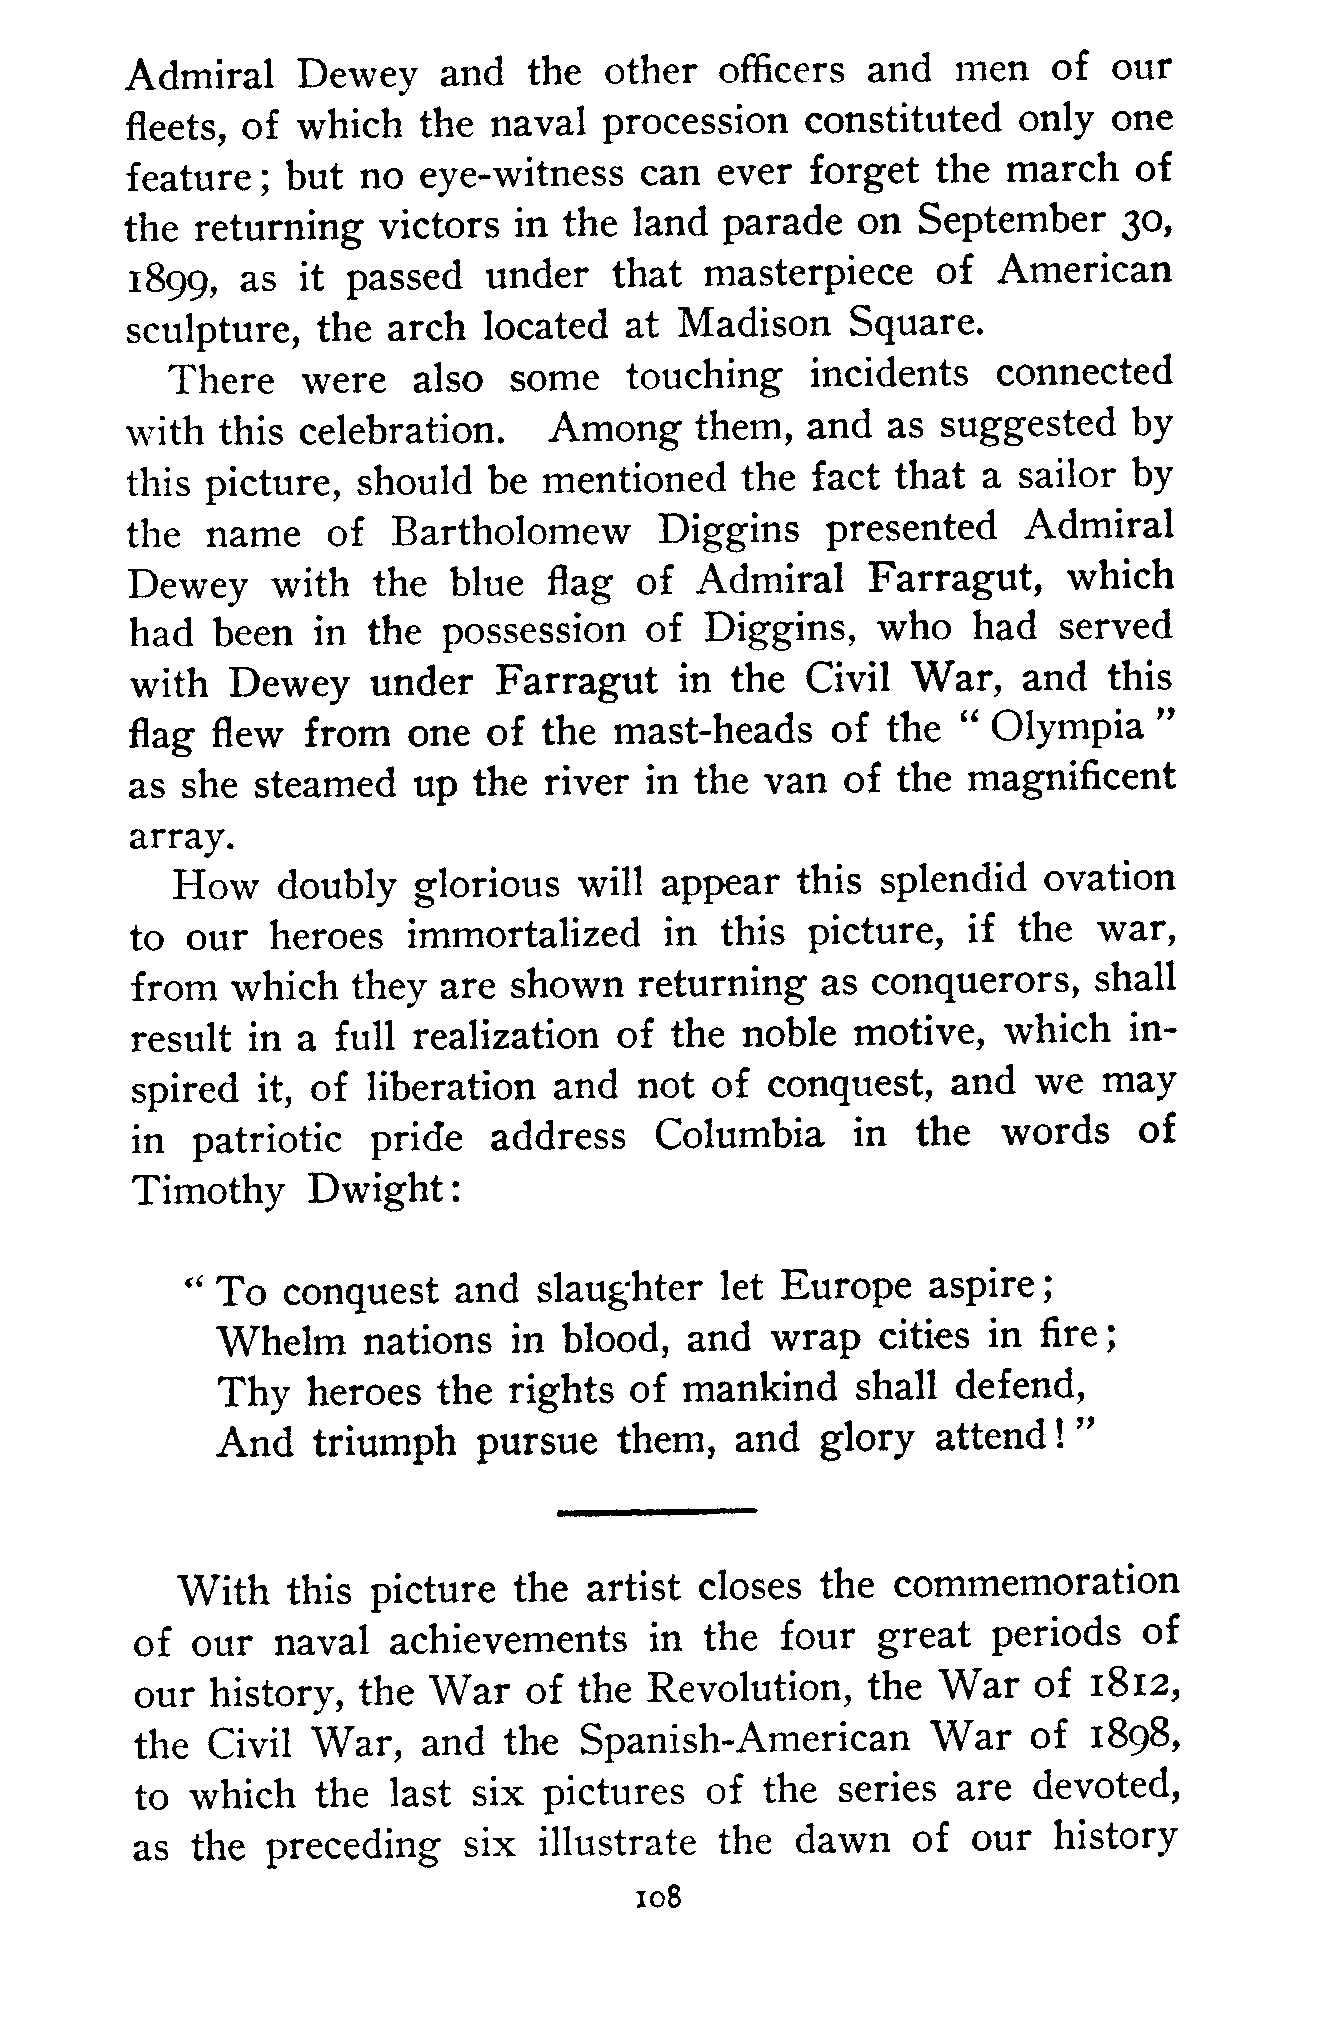 Admiral Dewey and the other officers and men of our
fleets, of which the naval procession constituted only one
feature; but no eye-witness can ever forget the march of
the returning victors in the land parade on September 30,
1899, as it passed under that masterpiece of American
sculpture, the arch located at Madison Square.
There were also some touching incidents connected
with this celebration. Among them, and as suggested by
this picture, should be mentioned the fact that a sailor by
the name of Bartholomew Diggins presented Admiral
Dewey with the blue flag of Admiral Farragut, which
had been in the possession of Diggins, who had served
with Dewey under Farragut in the Civil War, and this
flag flew from one of the mast-heads of the "Olympia"
as she steamed up the river in the van of the magnificent
array.
How doubly glorious will appear this splendid ovation
to our heroes immortalized in this picture, if the war,
from which they are shown returning as conquerors, shall
result in a full realization of the noble motive, which in-
spired it, of liberation and not of conquest, and we may
in patriotic pride address Columbia in the words of
Timothy Dwight:
"To conquest and slaughter let Europe aspire;
Whelm nations in blood, and wrap cities in fire;
Thy heroes the rights of mankind shall defend,
And triumph pursue them, and glory attend!"
With this picture the artist closes the commemoration
of our naval achievements in the four great periods of
our history, the War of the Revolution, the War of 1812,
the Civil War, and the Spanish-American War of 1898,
to which the last six pictures of the series are devoted,
as the preceding six illustrate the dawn of our history
108